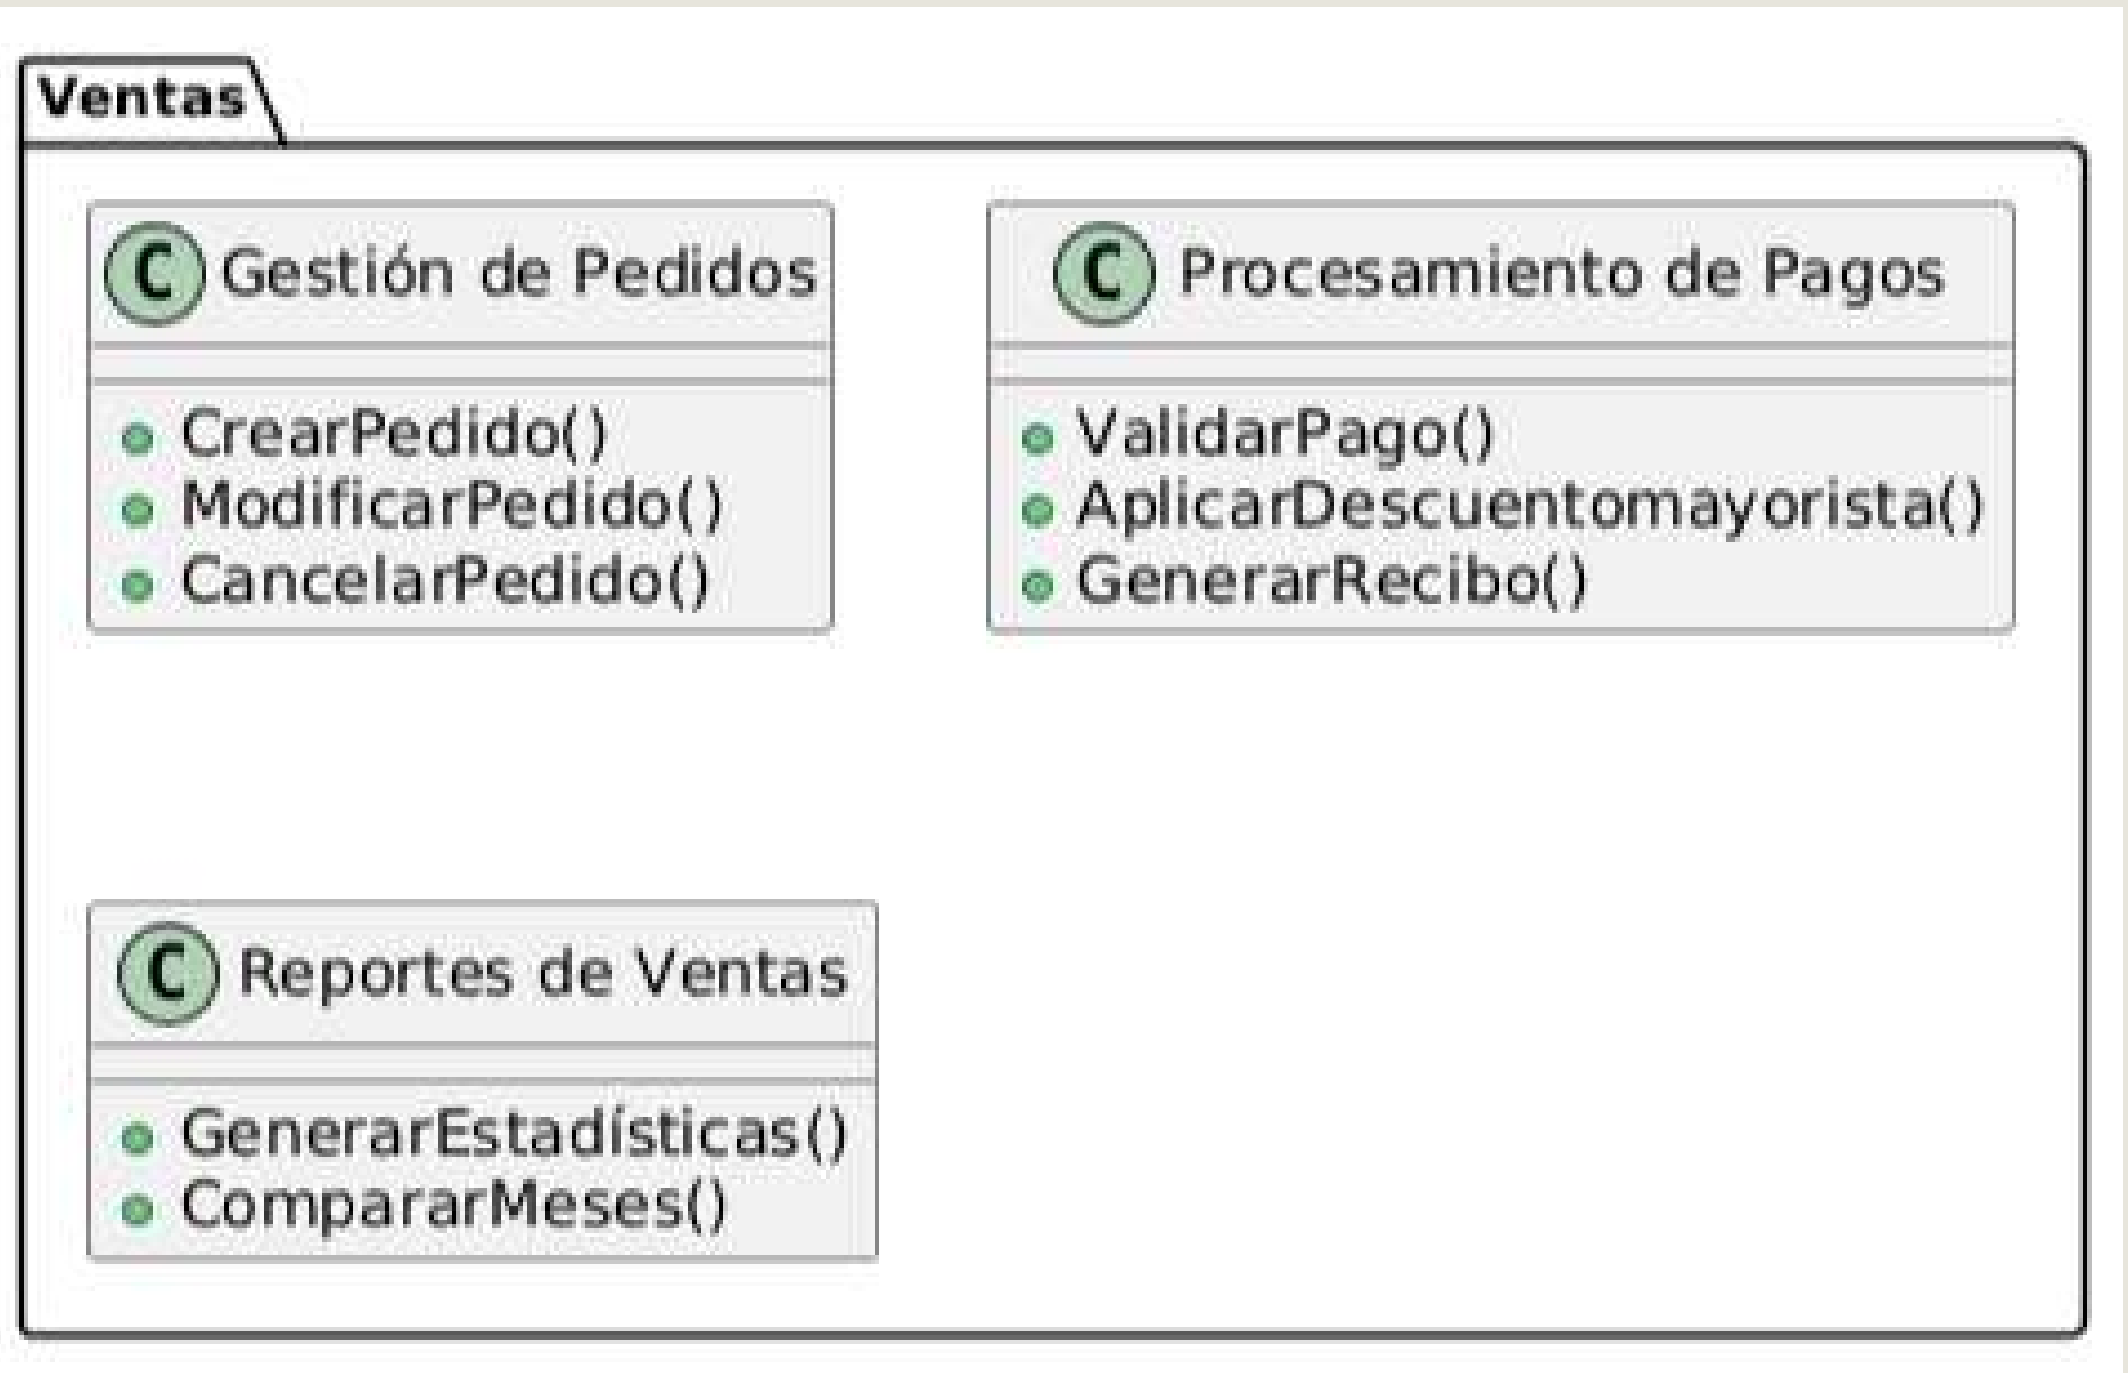 Ventas
C Gestión de Pedidos
CrearPedido()
ModificarPedido()
CancelarPedido()
C Procesamiento de Pagos
ValidarPago()
AplicarDescuentomayorista()
GenerarRecibo()
C Reportes de Ventas
GenerarEstadísticas()
CompararMeses()